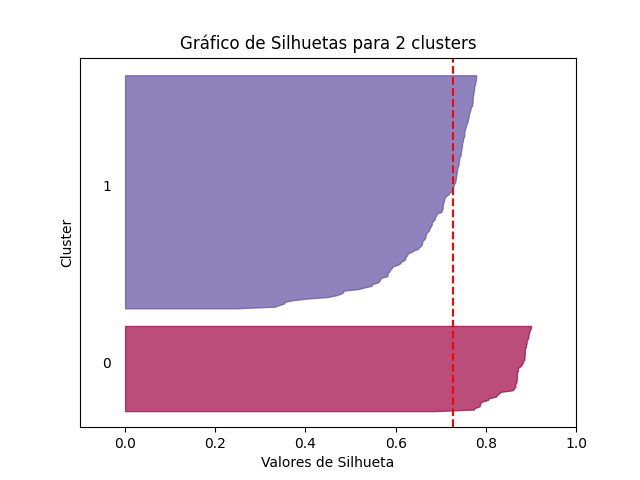 Gráfico de Silhuetas para 2 clusters
Cluster
1
0
0.0 0.2 0.4 0.6 0.8 1.0
Valores de Silhueta